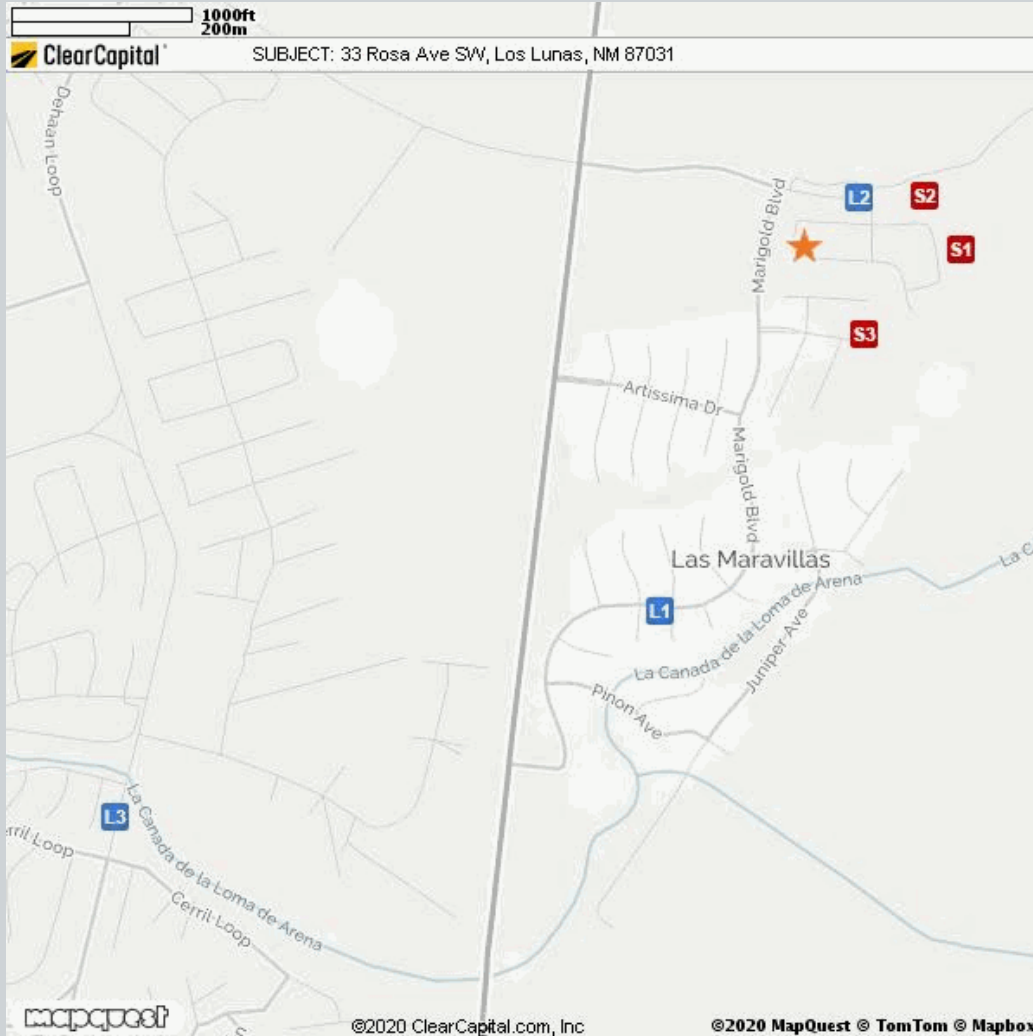 1000ft
200m
ClearCapital
SUBJECT: 33 Rosa Ave SW, Los Lunas, NM 87031
Dehaan Loop
Marigold Blvd
L2
S2
S1
S3
Artissima Dr
Marigold Blvd
Las Maravillas
La C
L1
La Canada de la Loma de Arena
Juniper Ave
Pinon Ave
L3
La Canada de la Loma de Arena
erril Loop
Cerril Loop
S
mapquest
©2020 ClearCapital.com, Inc
©2020 MapQuest © TomTom © Mapbox